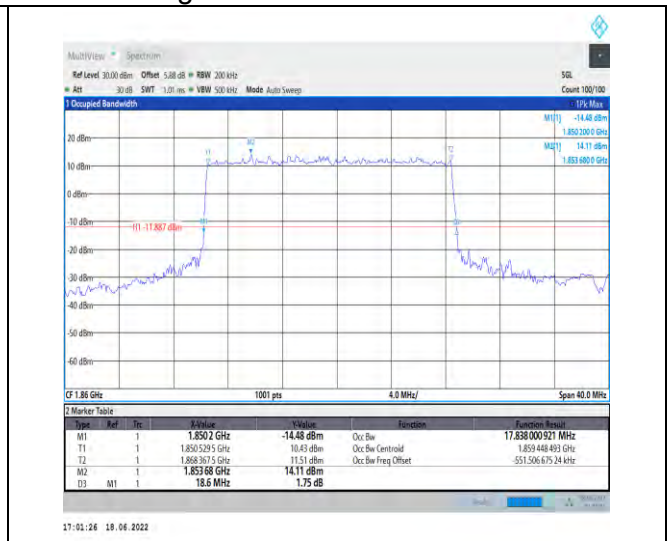 MultiView Spectrum
Ref Level 30.00 dBm Offset 5.88 dB RBW 200 kHz SGL
Att 30 dB SWT 1.01 ms VBW 500 kHz Mode Auto Sweep Count 100/100
1 Occupied Bandwidth 1Pk Max
M1[1] -14.48 dBm
1.850 200 0 GHz
M2[1] 14.11 dBm
1.853 680 0 GHz
20 dBm
T1 M2 T2
10 dBm
0 dBm
-10 dBm
H1 -11.887 dBm M1
-20 dBm
-30 dBm
-40 dBm
-50 dBm
-60 dBm
CF 1.86 GHz 1001 pts 4.0 MHz/ Span 40.0 MHz
2 Marker Table
Type Ref Trc X-Value Y-Value Function Function Result
M1 1 1.8502 GHz -14.48 dBm Occ Bw 17.838 000 921 MHz
T1 1 1.850 529 5 GHz 10.43 dBm Occ Bw Centroid 1.859 448 493 GHz
T2 1 1.868 367 5 GHz 11.51 dBm Occ Bw Freq Offset -551.506 675 24 kHz
M2 1 1.853 68 GHz 14.11 dBm
D3 M1 1 18.6 MHz 1.75 dB
17:01:26 18.06.2022